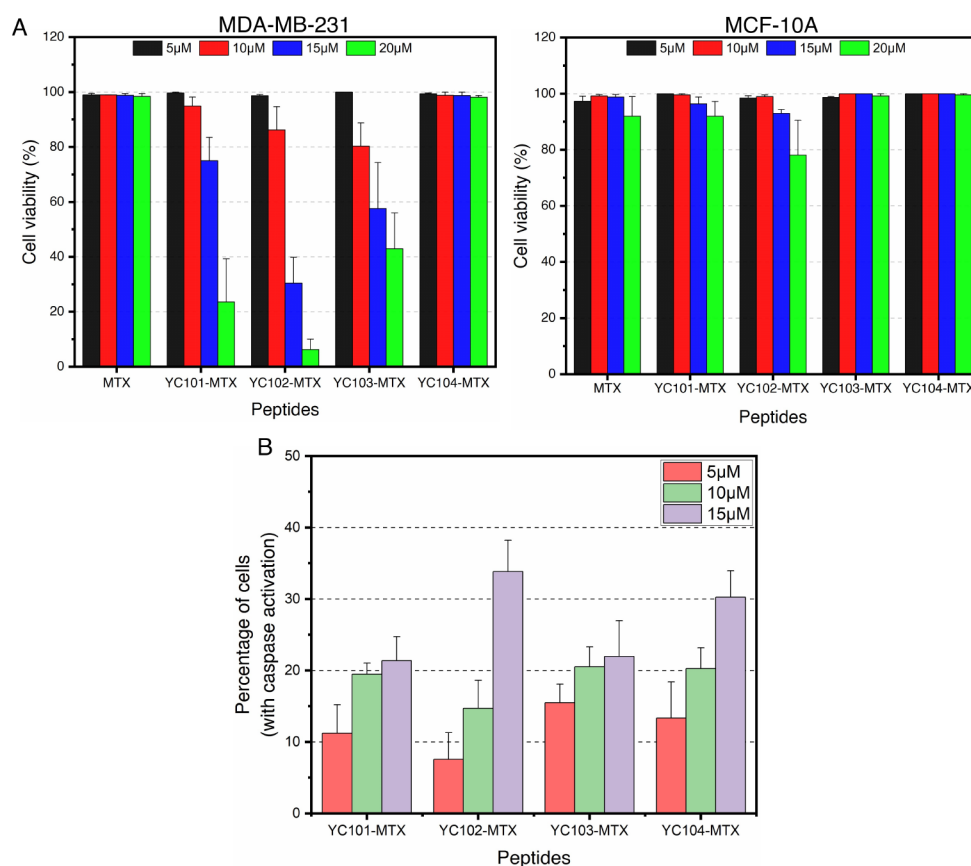 A
MDA-MB-231
5μM 10μM 15μM 20μM
120
100
80
60
40
20
0
Cell viability (%)
MTX YC101-MTX YC102-MTX YC103-MTX YC104-MTX
Peptides
MCF-10A
5μM 10μM 15μM 20μM
120
100
80
60
40
20
0
Cell viability (%)
MTX YC101-MTX YC102-MTX YC103-MTX YC104-MTX
Peptides
B
5μM
10μM
15μM
50
40
30
20
10
0
Percentage of cells
(with caspase activation)
YC101-MTX YC102-MTX YC103-MTX YC104-MTX
Peptides